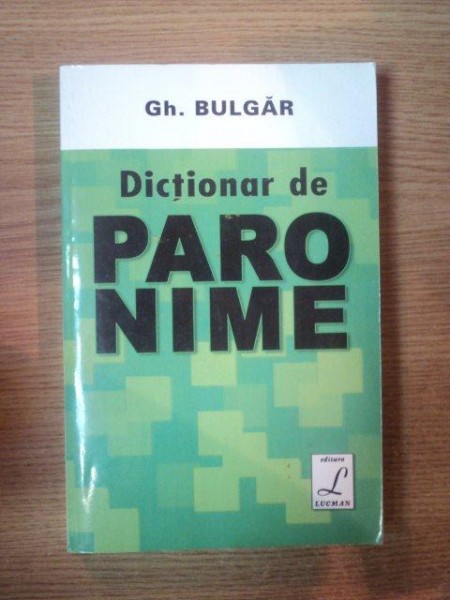 Gh. BULGĂR
Dicționar de
PARO
NIME
editura
L
LUCMAN